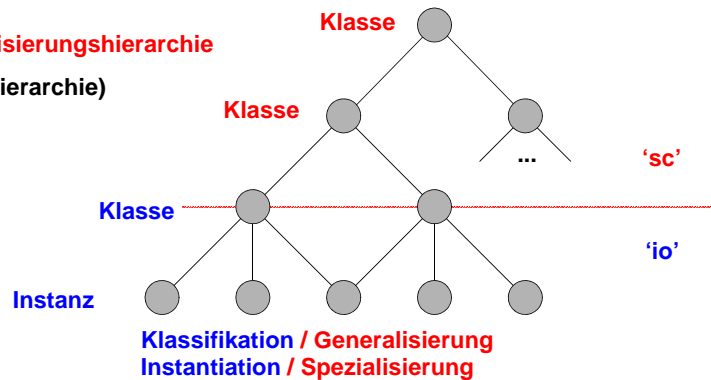 Klasse
isierungshierarchie
ierarchie)
Klasse
...
‘sc’
Klasse
‘io’
Instanz
Klassifikation / Generalisierung
Instantiation / Spezialisierung